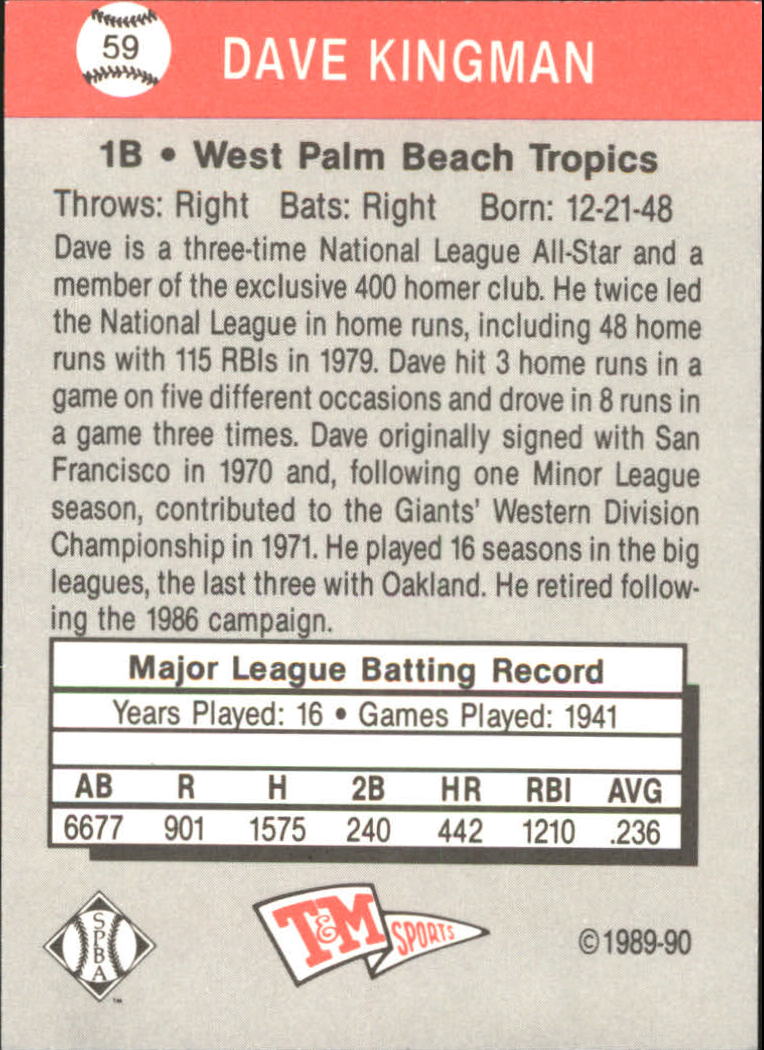 59
DAVE KINGMAN
1B • West Palm Beach Tropics
Throws: Right Bats: Right Born: 12-21-48
Dave is a three-time National League All-Star and a
member of the exclusive 400 homer club. He twice led
the National League in home runs, including 48 home
runs with 115 RBIs in 1979. Dave hit 3 home runs in a
game on five different occasions and drove in 8 runs in
a game three times. Dave originally signed with San
Francisco in 1970 and, following one Minor League
season, contributed to the Giants' Western Division
Championship in 1971. He played 16 seasons in the big
leagues, the last three with Oakland. He retired follow-
ing the 1986 campaign.
Major League Batting Record
Years Played: 16 • Games Played: 1941
AB R H 2B HR RBI AVG
6677 901 1575 240 442 1210 .236
SPBA
™
T&M SPORTS
© 1989-90